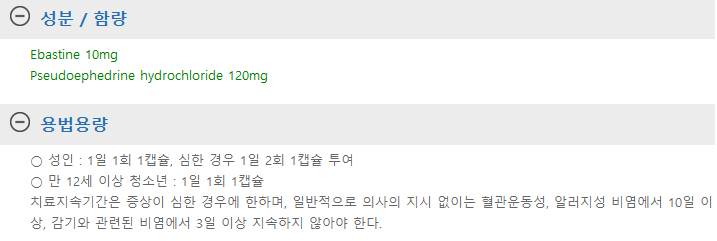 성분 / 함량
Ebastine 10mg
Pseudoephedrine hydrochloride 120mg
용법용량
○ 성인 : 1일 1회 1캡슐, 심한 경우 1일 2회 1캡슐 투여
○ 만 12세 이상 청소년 : 1일 1회 1캡슐
치료지속기간은 증상이 심한 경우에 한하며, 일반적으로 의사의 지시 없이는 혈관운동성, 알러지성 비염에서 10일 이
상, 감기와 관련된 비염에서 3일 이상 지속하지 않아야 한다.